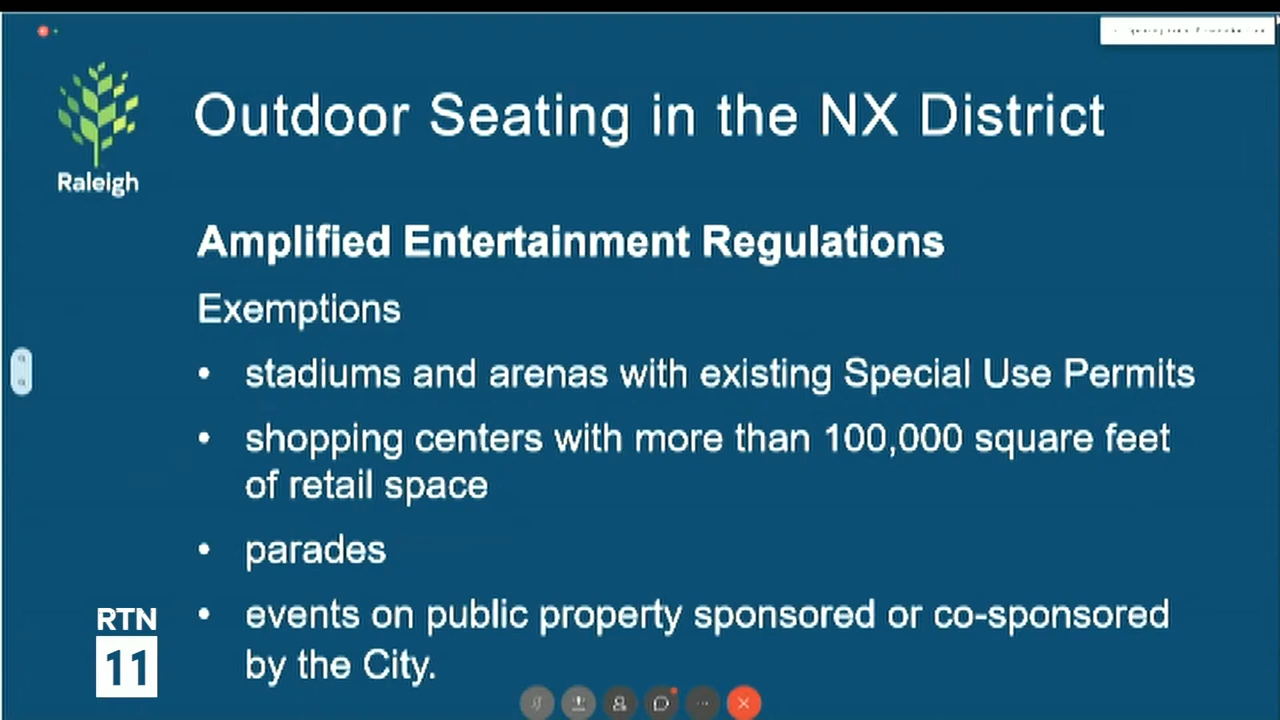 Outdoor Seating in the NX District
Raleigh
Amplified Entertainment Regulations
Exemptions
• stadiums and arenas with existing Special Use Permits
• shopping centers with more than 100,000 square feet
of retail space
• parades
• events on public property sponsored or co-sponsored
by the City.
RTN
11